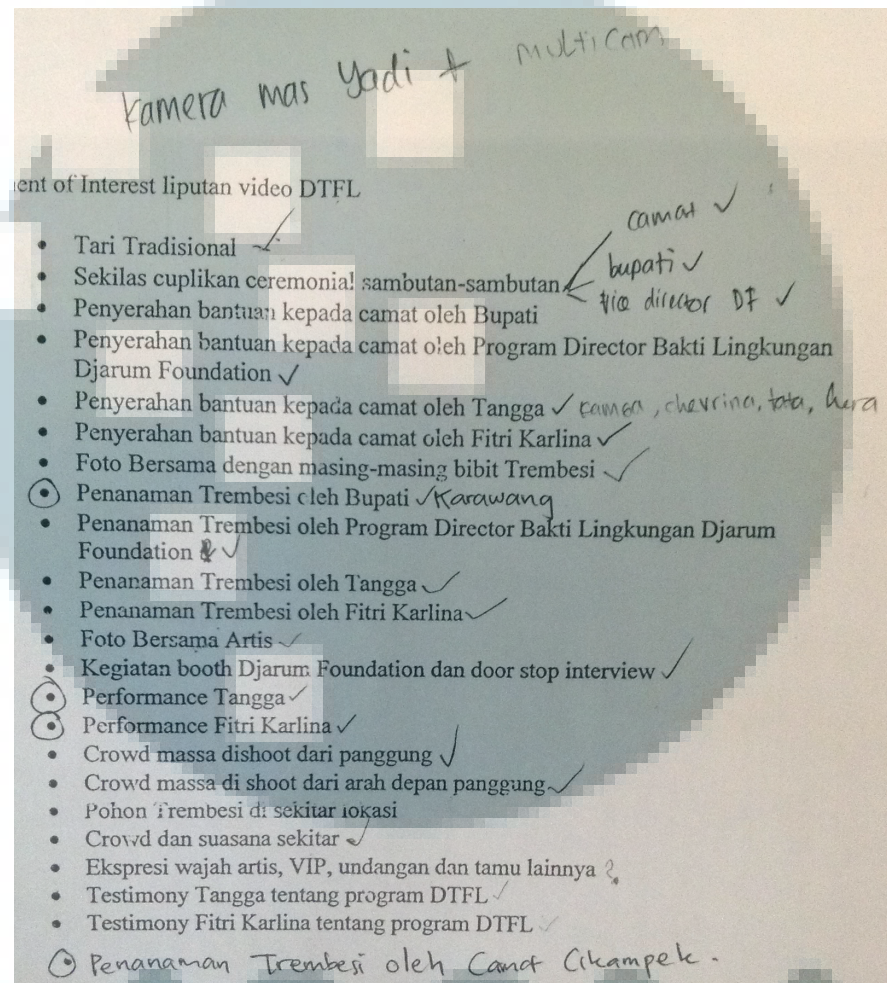 kamera mas Yadi + multicam
ent of Interest liputan video DTFL
• Tari Tradisional ✓
camat ✓
• Sekilas cuplikan ceremonial sambutan-sambutan
bupati ✓
vice director DF ✓
• Penyerahan bantuan kepada camat oleh Bupati
• Penyerahan bantuan kepada camat oleh Program Director Bakti Lingkungan
Djarum Foundation ✓
• Penyerahan bantuan kepada camat oleh Tangga ✓ kamga, chevrina, tata, hera
• Penyerahan bantuan kepada camat oleh Fitri Karlina ✓
• Foto Bersama dengan masing-masing bibit Trembesi ✓
• Penanaman Trembesi oleh Bupati ✓ Karawang
• Penanaman Trembesi oleh Program Director Bakti Lingkungan Djarum
Foundation ✓
• Penanaman Trembesi oleh Tangga ✓
• Penanaman Trembesi oleh Fitri Karlina ✓
• Foto Bersama Artis ✓
• Kegiatan booth Djarum Foundation dan door stop interview ✓
• Performance Tangga ✓
• Performance Fitri Karlina ✓
• Crowd massa dishoot dari panggung ✓
• Crowd massa di shoot dari arah depan panggung ✓
• Pohon Trembesi di sekitar lokasi
• Crowd dan suasana sekitar ✓
• Ekspresi wajah artis, VIP, undangan dan tamu lainnya ?
• Testimony Tangga tentang program DTFL ✓
• Testimony Fitri Karlina tentang program DTFL ✓
• Penanaman Trembesi oleh Camat Cikampek.